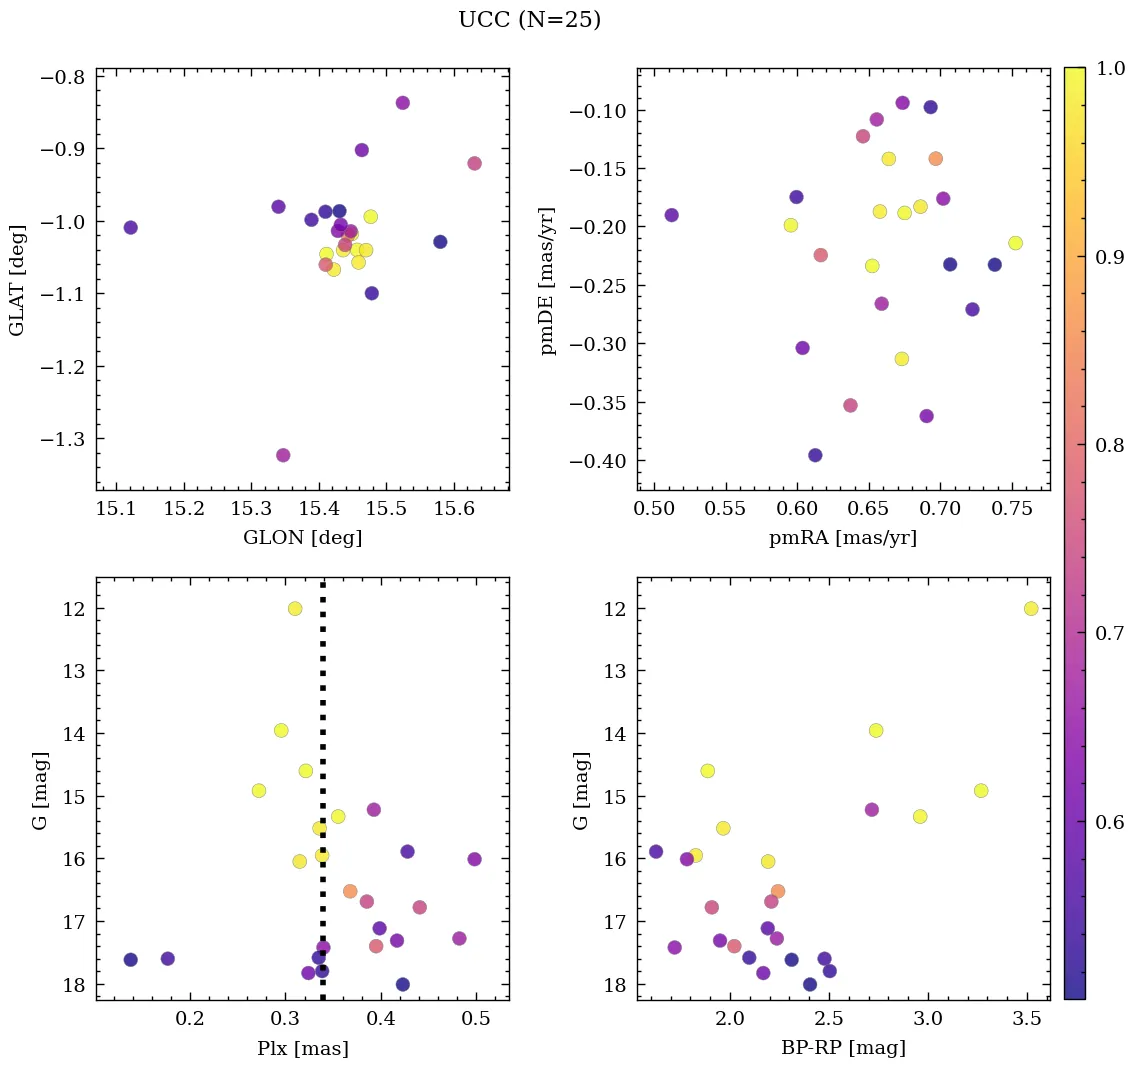 UCC (N=25)
−0.8
−0.9
−1.0
−1.1
−1.2
−1.3
GLAT [deg]
15.1 15.2 15.3 15.4 15.5 15.6
GLON [deg]
−0.10
−0.15
−0.20
−0.25
−0.30
−0.35
−0.40
pmDE [mas/yr]
0.50 0.55 0.60 0.65 0.70 0.75
pmRA [mas/yr]
12
13
14
15
16
17
18
G [mag]
0.2 0.3 0.4 0.5
Plx [mas]
12
13
14
15
16
17
18
G [mag]
2.0 2.5 3.0 3.5
BP-RP [mag]
1.0
0.9
0.8
0.7
0.6